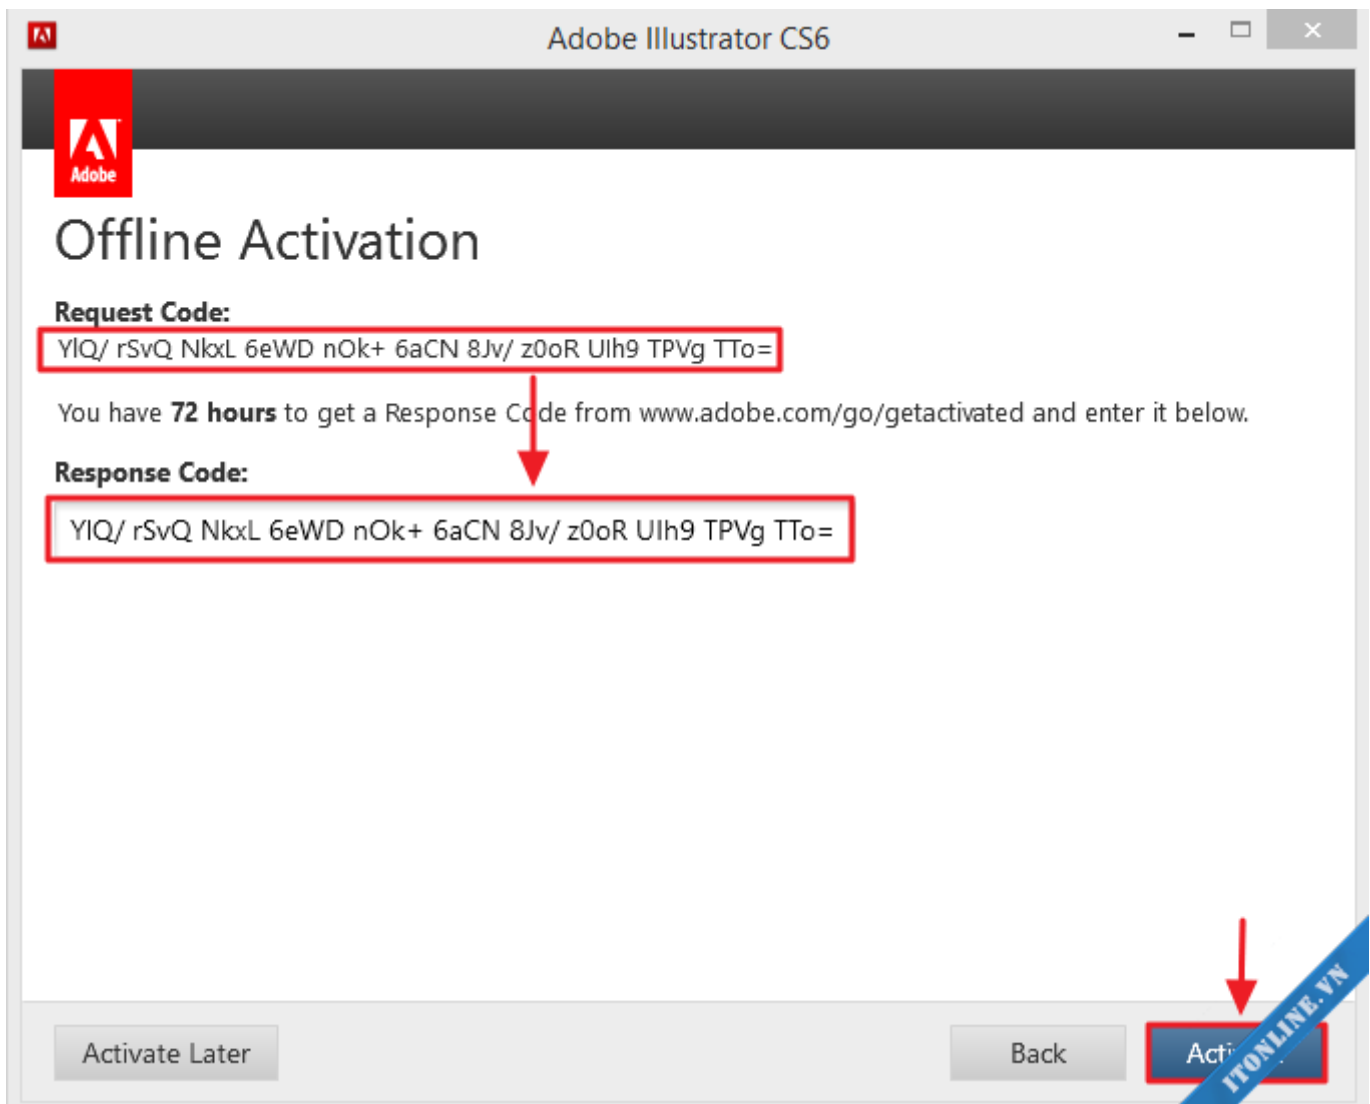 Adobe Illustrator CS6
Adobe
Offline Activation
Request Code:
YlQ/ rSvQ NkxL 6eWD nOk+ 6aCN 8Jv/ z0oR UIh9 TPVg TTo=
You have 72 hours to get a Response Code from www.adobe.com/go/getactivated and enter it below.
Response Code:
YlQ/ rSvQ NkxL 6eWD nOk+ 6aCN 8Jv/ z0oR UIh9 TPVg TTo=
Activate Later
Back
ITONLINE.VN